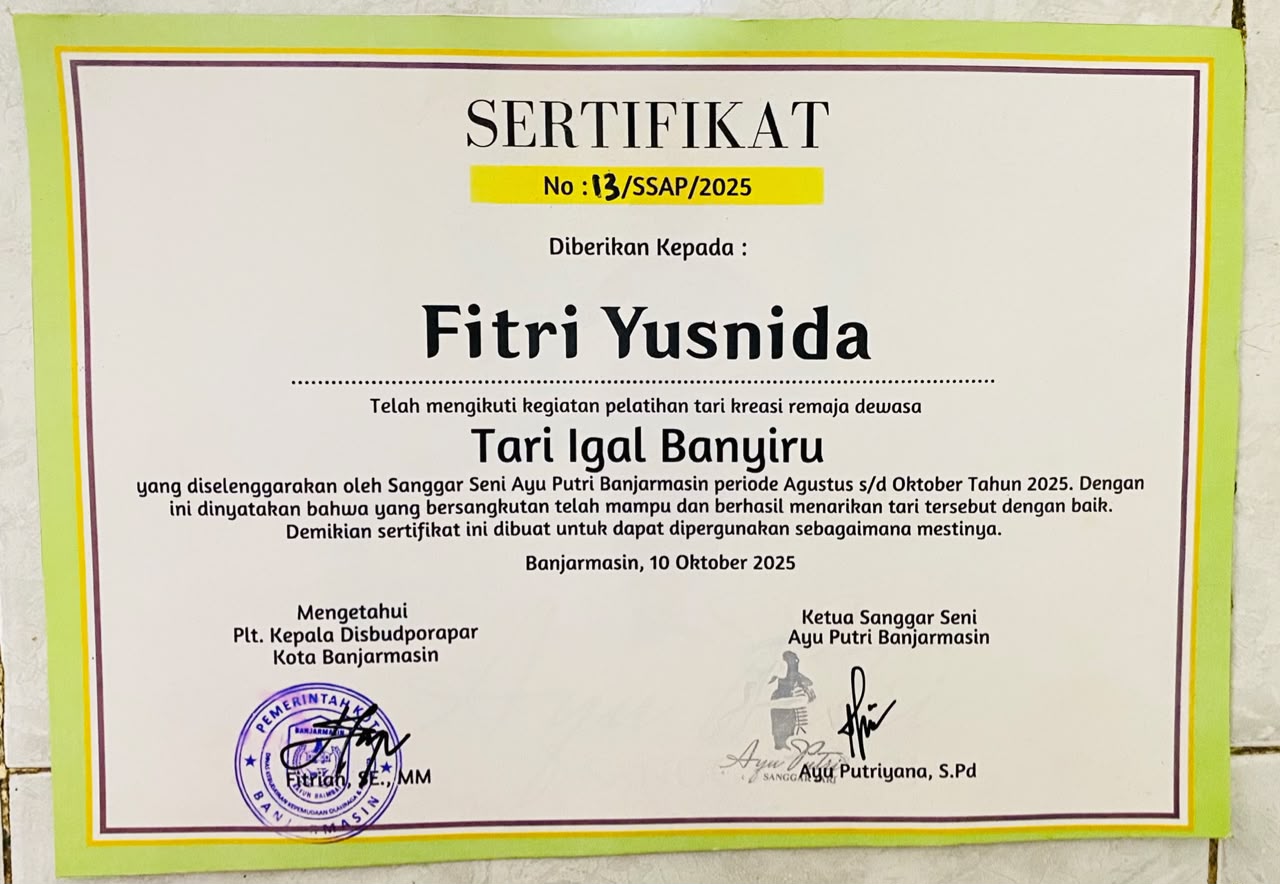 SERTIFIKAT
No : 13/SSAP/2025
Diberikan Kepada :
Fitri Yusnida
Telah mengikuti kegiatan pelatihan tari kreasi remaja dewasa
Tari Igal Banyiru
yang diselenggarakan oleh Sanggar Seni Ayu Putri Banjarmasin periode Agustus s/d Oktober Tahun 2025. Dengan
ini dinyatakan bahwa yang bersangkutan telah mampu dan berhasil menarikan tari tersebut dengan baik.
Demikian sertifikat ini dibuat untuk dapat dipergunakan sebagaimana mestinya.
Banjarmasin, 10 Oktober 2025
Mengetahui
Plt. Kepala Disbudporapar
Kota Banjarmasin
PEMERINTAH KOTA
BANJARMASIN
Fitriah, SE., MM
Ketua Sanggar Seni
Ayu Putri Banjarmasin
Ayu Putri
SANGGAR
Ayu Putriyana, S.Pd